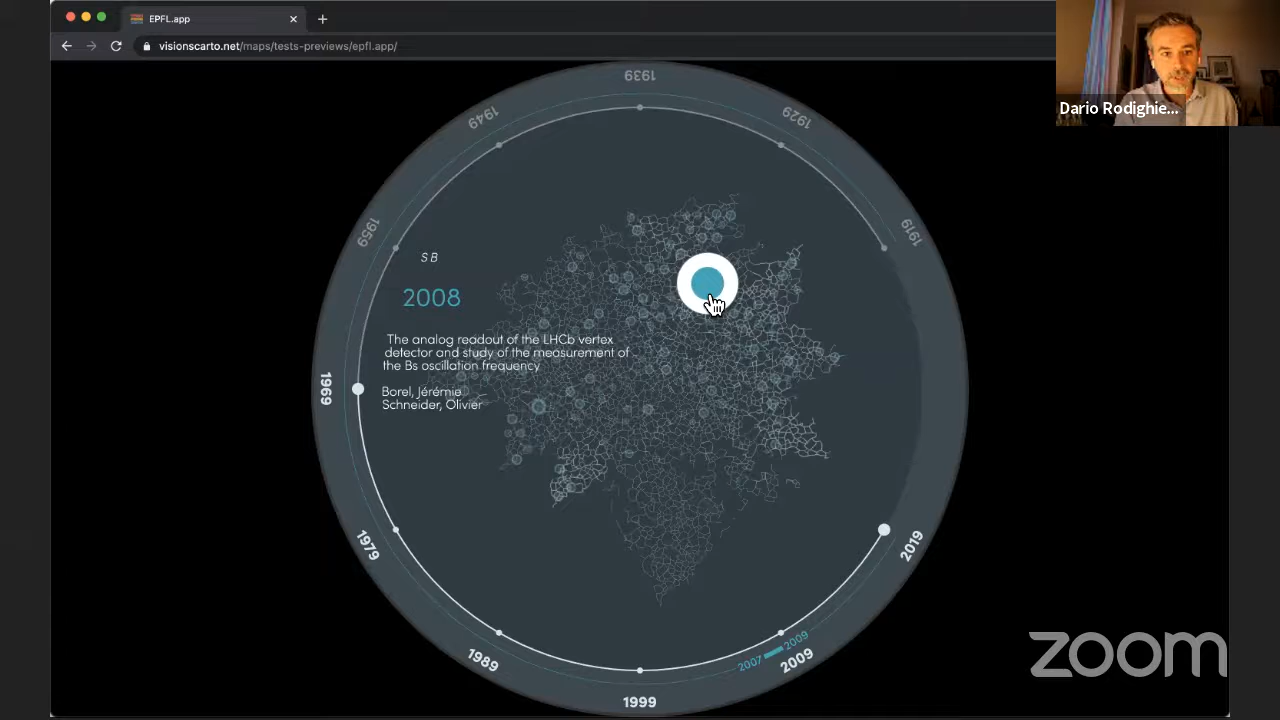 EPFL.app
visionscarto.net/maps/tests-previews/epfl.app/
Dario Rodighie...
1939
1949
1929
1959
1919
S B
2008
The analog readout of the LHCb vertex
detector and study of the measurement of
the Bs oscillation frequency
Borel, Jérémie
Schneider, Olivier
1969
1979
2019
2007
2009
1989
2009
1999
zoom